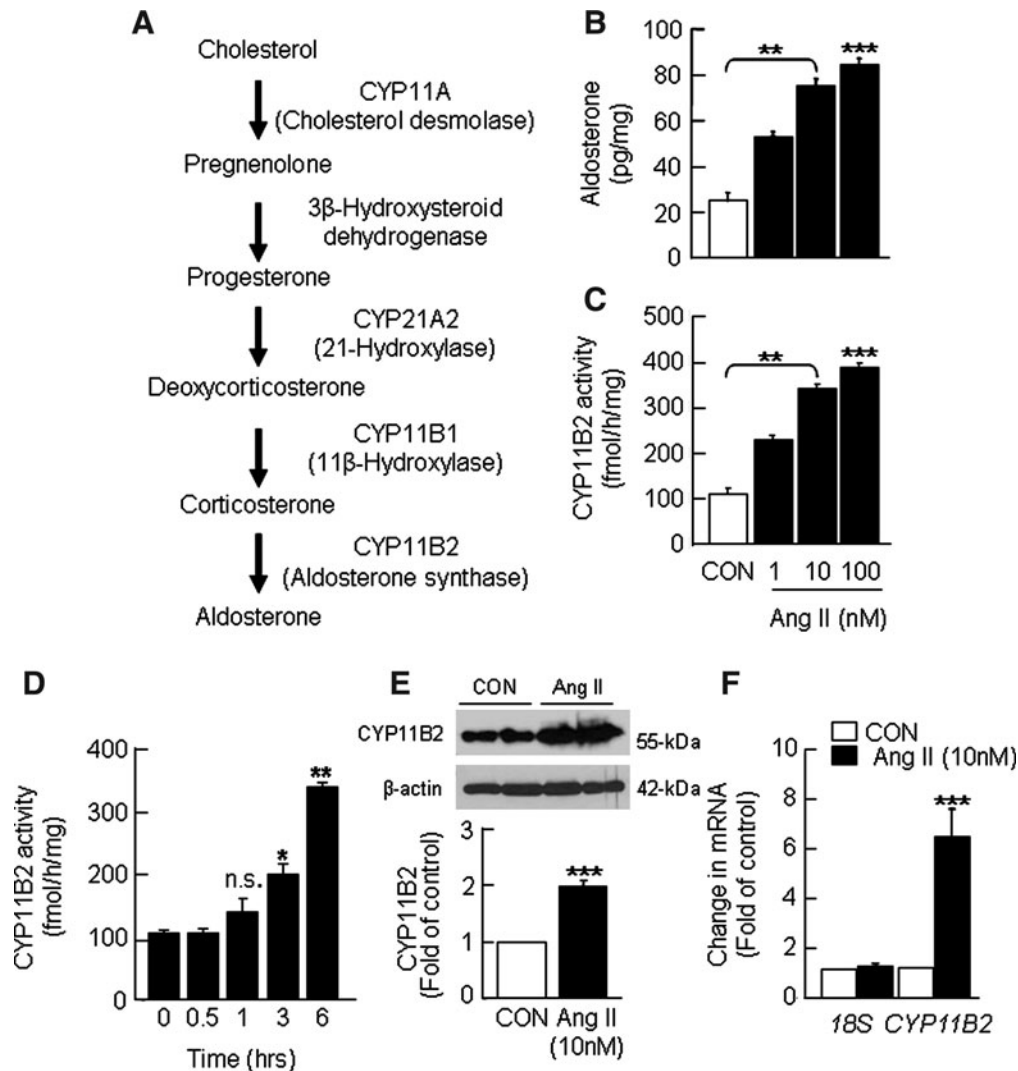 A
Cholesterol
CYP11A
(Cholesterol desmolase)
Pregnenolone
3β-Hydroxysteroid
dehydrogenase
Progesterone
CYP21A2
(21-Hydroxylase)
Deoxycorticosterone
CYP11B1
(11β-Hydroxylase)
Corticosterone
CYP11B2
(Aldosterone synthase)
Aldosterone
B
Aldosterone
(pg/mg)
100
80
60
40
20
0
**
***
C
CYP11B2 activity
(fmol/h/mg)
500
400
300
200
100
0
**
***
CON 1 10 100
Ang II (nM)
D
CYP11B2 activity
(fmol/h/mg)
400
300
200
100
0
n.s.
*
**
0 0.5 1 3 6
Time (hrs)
E
CON Ang II
CYP11B2 55-kDa
β-actin 42-kDa
CYP11B2
(Fold of control)
3
2
1
0
***
CON Ang II
(10nM)
F
CON
Ang II (10nM)
Change in mRNA
(Fold of control)
10
8
6
4
2
0
***
18S CYP11B2